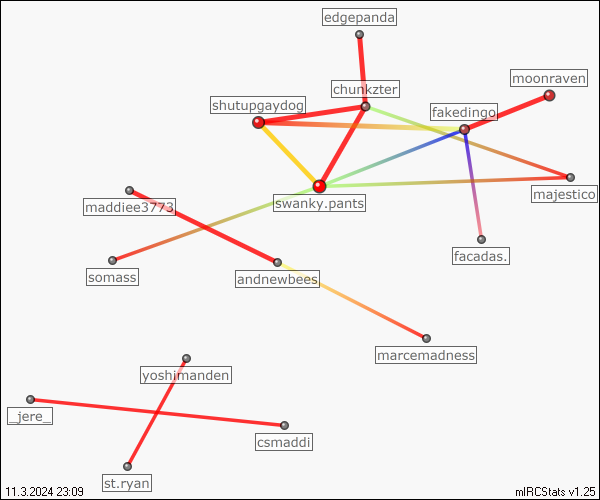 edgepanda
moonraven
chunkzter
shutupgaydog
fakedingo
majestico
swanky.pants
maddiee3773
facadas.
somass
andnewbees
marcemadness
yoshimanden
_jere_
csmaddi
st.ryan
11.3.2024 23:09
mIRCStats v1.25